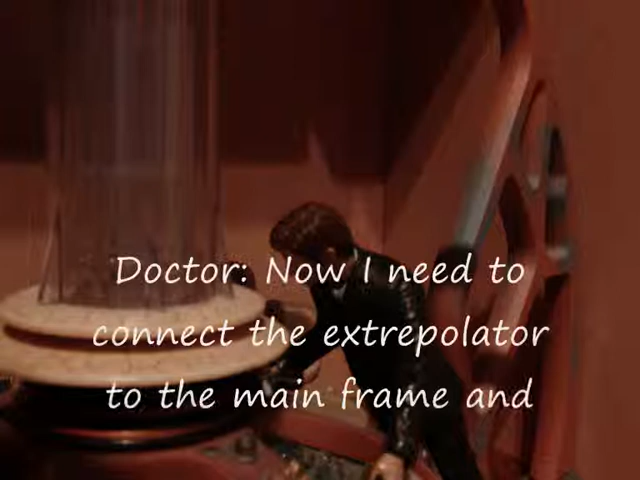 Doctor: Now I need to
connect the extrepolator
to the main frame and